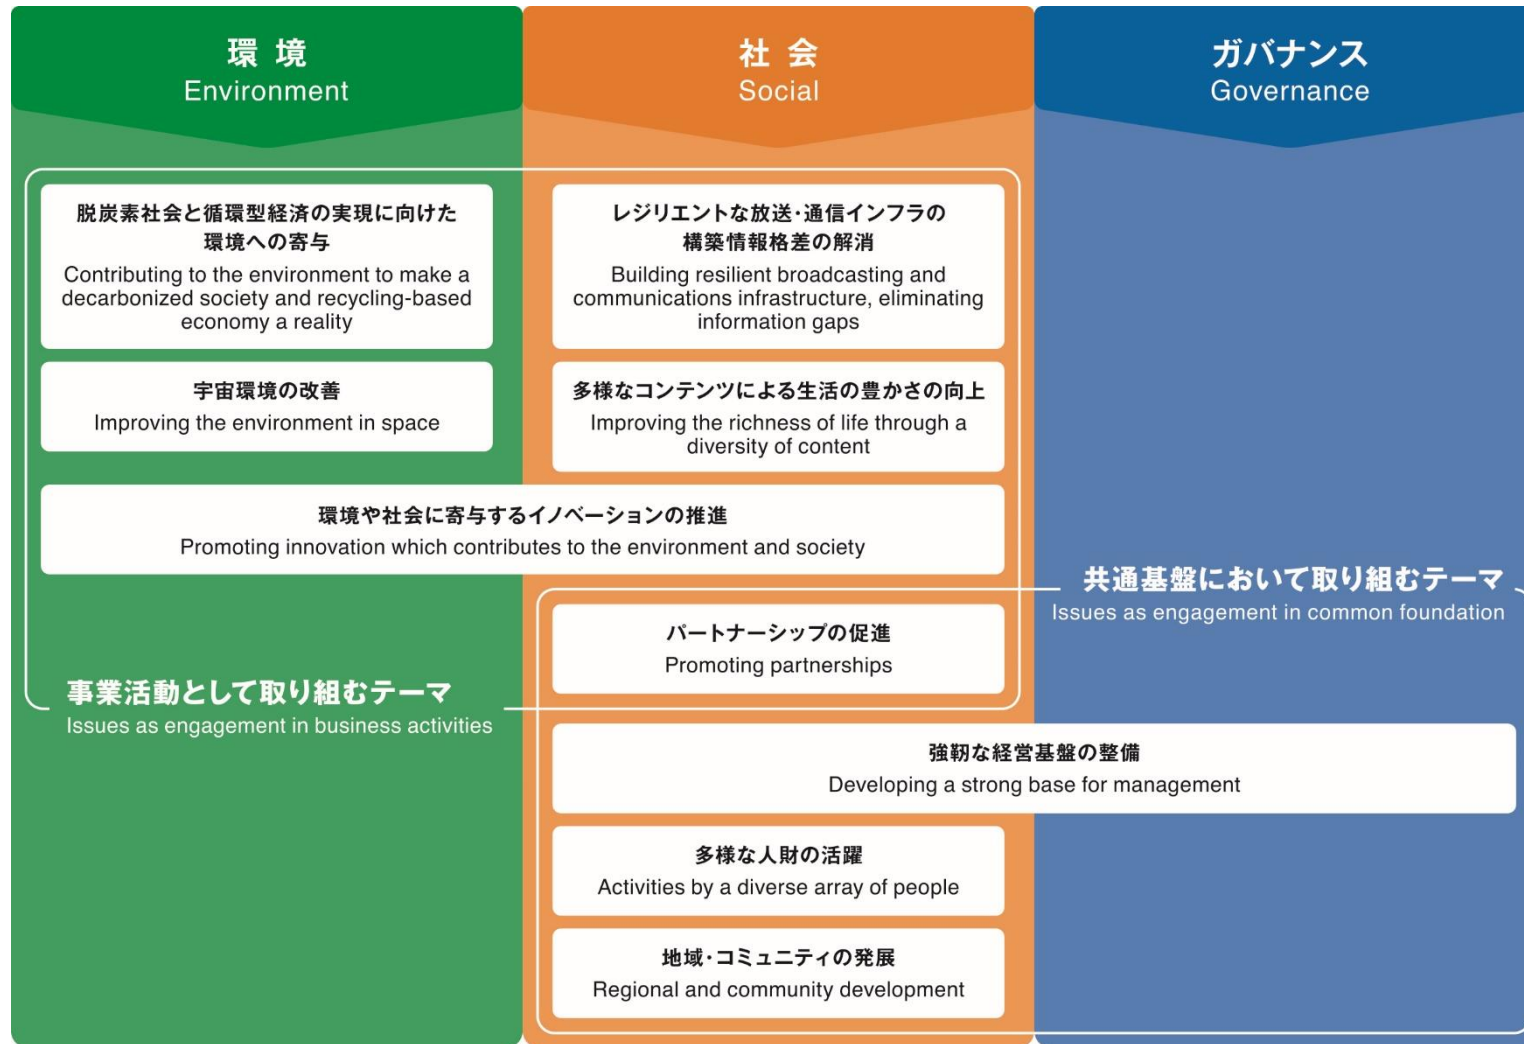 環境
Environment
社会
Social
ガバナンス
Governance
脱炭素社会と循環型経済の実現に向けた
環境への寄与
Contributing to the environment to make a
decarbonized society and recycling-based
economy a reality
レジリエントな放送・通信インフラの
構築情報格差の解消
Building resilient broadcasting and
communications infrastructure, eliminating
information gaps
宇宙環境の改善
Improving the environment in space
多様なコンテンツによる生活の豊かさの向上
Improving the richness of life through a
diversity of content
環境や社会に寄与するイノベーションの推進
Promoting innovation which contributes to the environment and society
共通基盤において取り組むテーマ
Issues as engagement in common foundation
パートナーシップの促進
Promoting partnerships
事業活動として取り組むテーマ
Issues as engagement in business activities
強靭な経営基盤の整備
Developing a strong base for management
多様な人財の活躍
Activities by a diverse array of people
地域・コミュニティの発展
Regional and community development